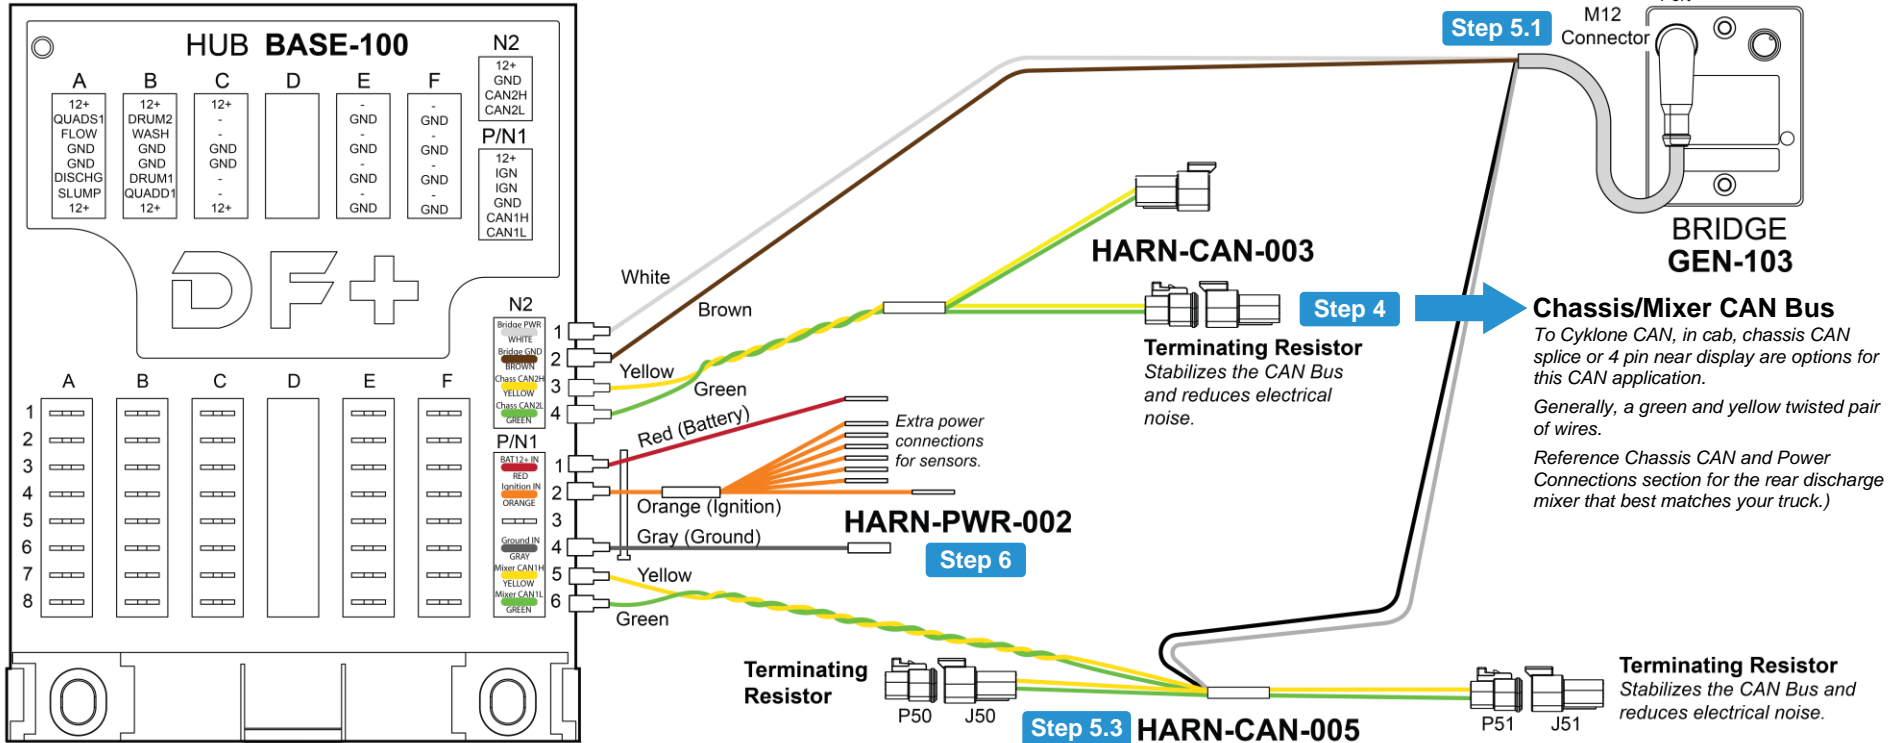 HUB BASE-100
N2
12+
GND
CAN2H
CAN2L
P/N1
12+
IGN
IGN
GND
CAN1H
CAN1L
A
12+
QUADS1
FLOW
GND
GND
DISCHG
SLUMP
12+
B
12+
DRUM2
WASH
GND
GND
DRUM1
QUADD1
12+
C
12+
-
-
GND
GND
-
-
12+
D
E
-
GND
-
GND
-
GND
-
GND
F
-
GND
-
GND
-
GND
-
GND
DF+
A B C D E F
1
2
3
4
5
6
7
8
N2
Bridge PWR
WHITE
1
Bridge GND
BROWN
2
Chass CAN2H
YELLOW
3
Chass CAN2L
GREEN
4
P/N1
BAT12+ IN
RED
1
Ignition IN
ORANGE
2
3
Ground IN
GRAY
4
Mixer CAN1H
YELLOW
5
Mixer CAN1L
GREEN
6
White
Brown
Yellow
Green
Red (Battery)
Extra power
connections
for sensors.
Orange (Ignition)
Gray (Ground)
HARN-PWR-002
Step 6
Yellow
Green
HARN-CAN-003
Step 4
Terminating Resistor
Stabilizes the CAN Bus
and reduces electrical
noise.
Step 5.1
M12
Connector
BRIDGE
GEN-103
Chassis/Mixer CAN Bus
To Cyklone CAN, in cab, chassis CAN
splice or 4 pin near display are options for
this CAN application.
Generally, a green and yellow twisted pair
of wires.
Reference Chassis CAN and Power
Connections section for the rear discharge
mixer that best matches your truck.)
Terminating
Resistor
P50 J50
Step 5.3 HARN-CAN-005
P51 J51
Terminating Resistor
Stabilizes the CAN Bus and
reduces electrical noise.